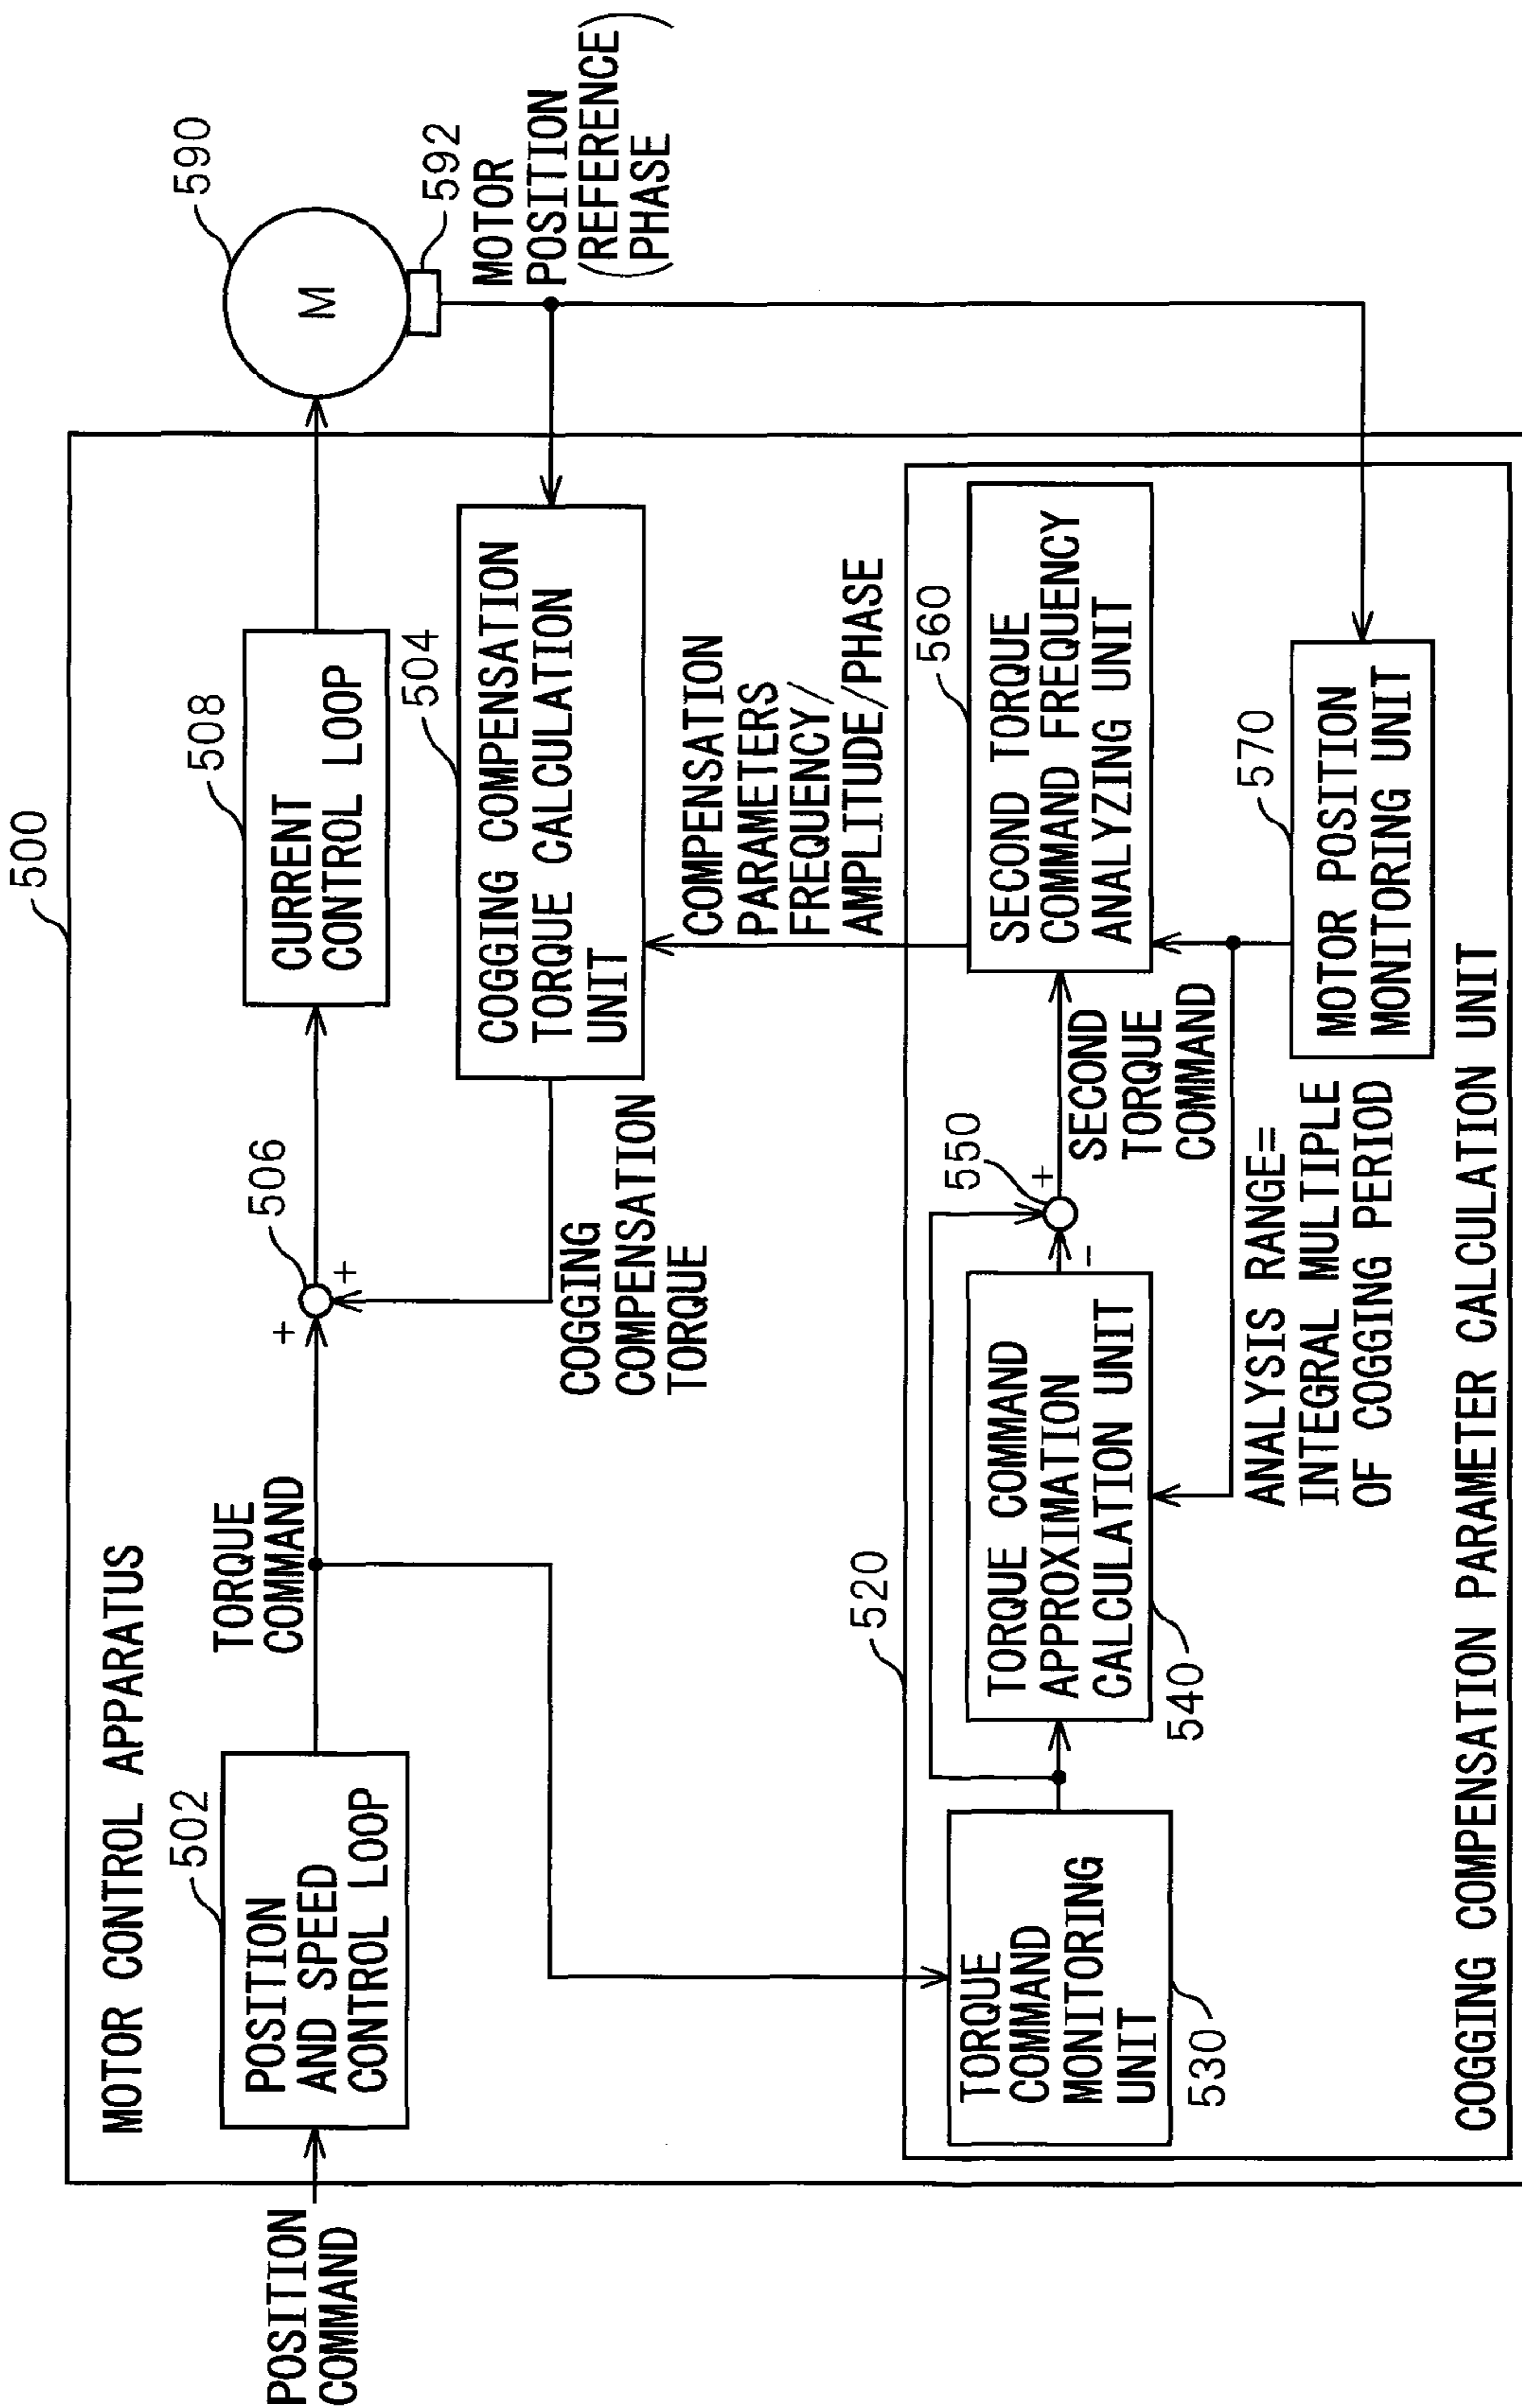 500
MOTOR CONTROL APPARATUS
POSITION
COMMAND
502
POSITION
AND SPEED
CONTROL LOOP
TORQUE
COMMAND
506
+
+
508
CURRENT
CONTROL LOOP
590
M
592
MOTOR
POSITION
(REFERENCE)
PHASE
504
COGGING COMPENSATION
TORQUE CALCULATION
UNIT
COGGING
COMPENSATION
TORQUE
COMPENSATION
PARAMETERS
FREQUENCY/
AMPLITUDE/PHASE
520
TORQUE
COMMAND
MONITORING
UNIT
530
TORQUE COMMAND
APPROXIMATION
CALCULATION UNIT
540
550
+
-
SECOND
TORQUE
COMMAND
560
SECOND TORQUE
COMMAND FREQUENCY
ANALYZING UNIT
ANALYSIS RANGE=
INTEGRAL MULTIPLE
OF COGGING PERIOD
570
MOTOR POSITION
MONITORING UNIT
COGGING COMPENSATION PARAMETER CALCULATION UNIT